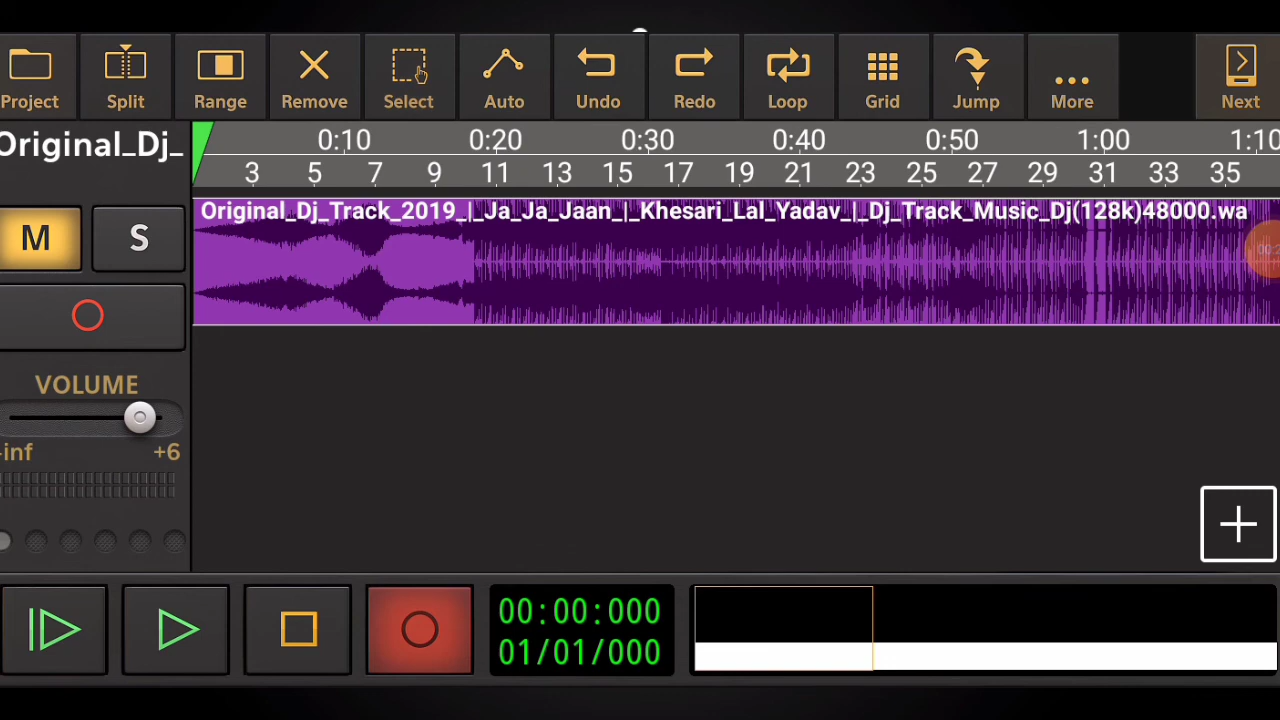 Project Split Range Remove Select Auto Undo Redo Loop Grid Jump More Next
Original_Dj_
0:10 0:20 0:30 0:40 0:50 1:00 1:10
3 5 7 9 11 13 15 17 19 21 23 25 27 29 31 33 35
Original_Dj_Track_2019_|_Ja_Ja_Jaan_|_Khesari_Lal_Yadav_|_Dj_Track_Music_Dj(128k)48000.wa
M S
VOLUME
-inf +6
00:00:000
01/01/000